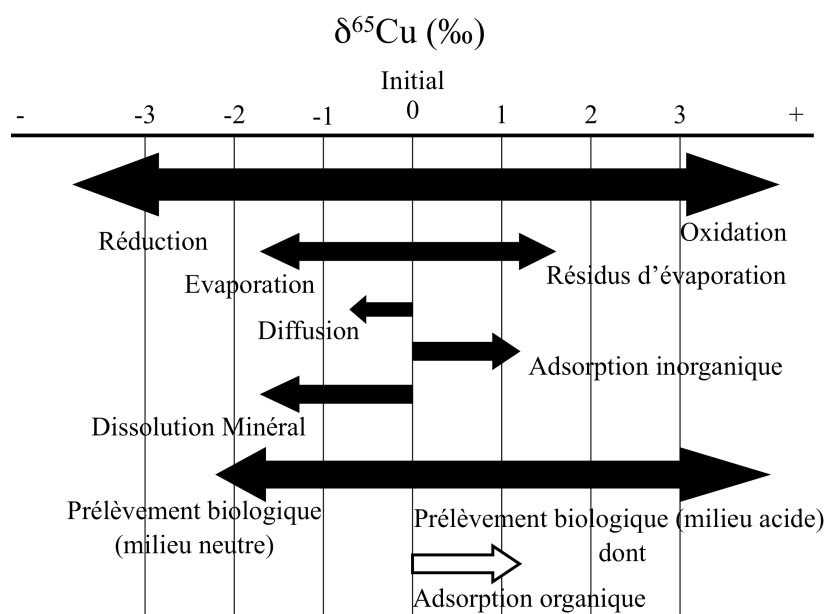 δ⁶⁵Cu (‰)
Initial
- -3 -2 -1 0 1 2 3 +
Réduction
Oxidation
Evaporation
Résidus d'évaporation
Diffusion
Adsorption inorganique
Dissolution Minéral
Prélèvement biologique
(milieu neutre)
Prélèvement biologique (milieu acide)
dont
Adsorption organique